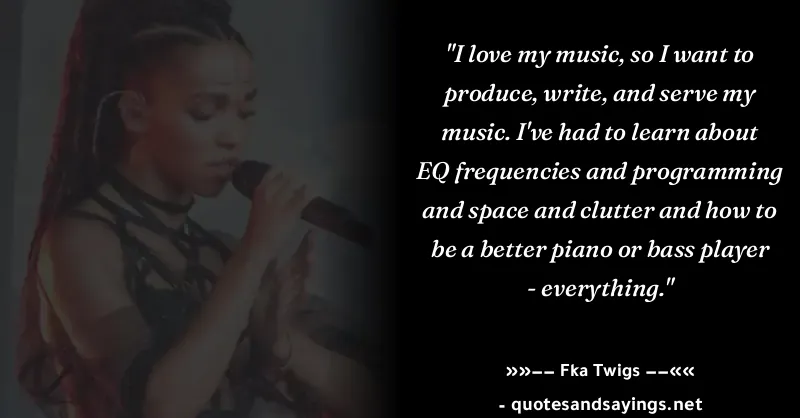 "I love my music, so I want to
produce, write, and serve my
music. I've had to learn about
EQ frequencies and programming
and space and clutter and how to
be a better piano or bass player
- everything."
»»−− Fka Twigs −−««
- quotesandsayings.net